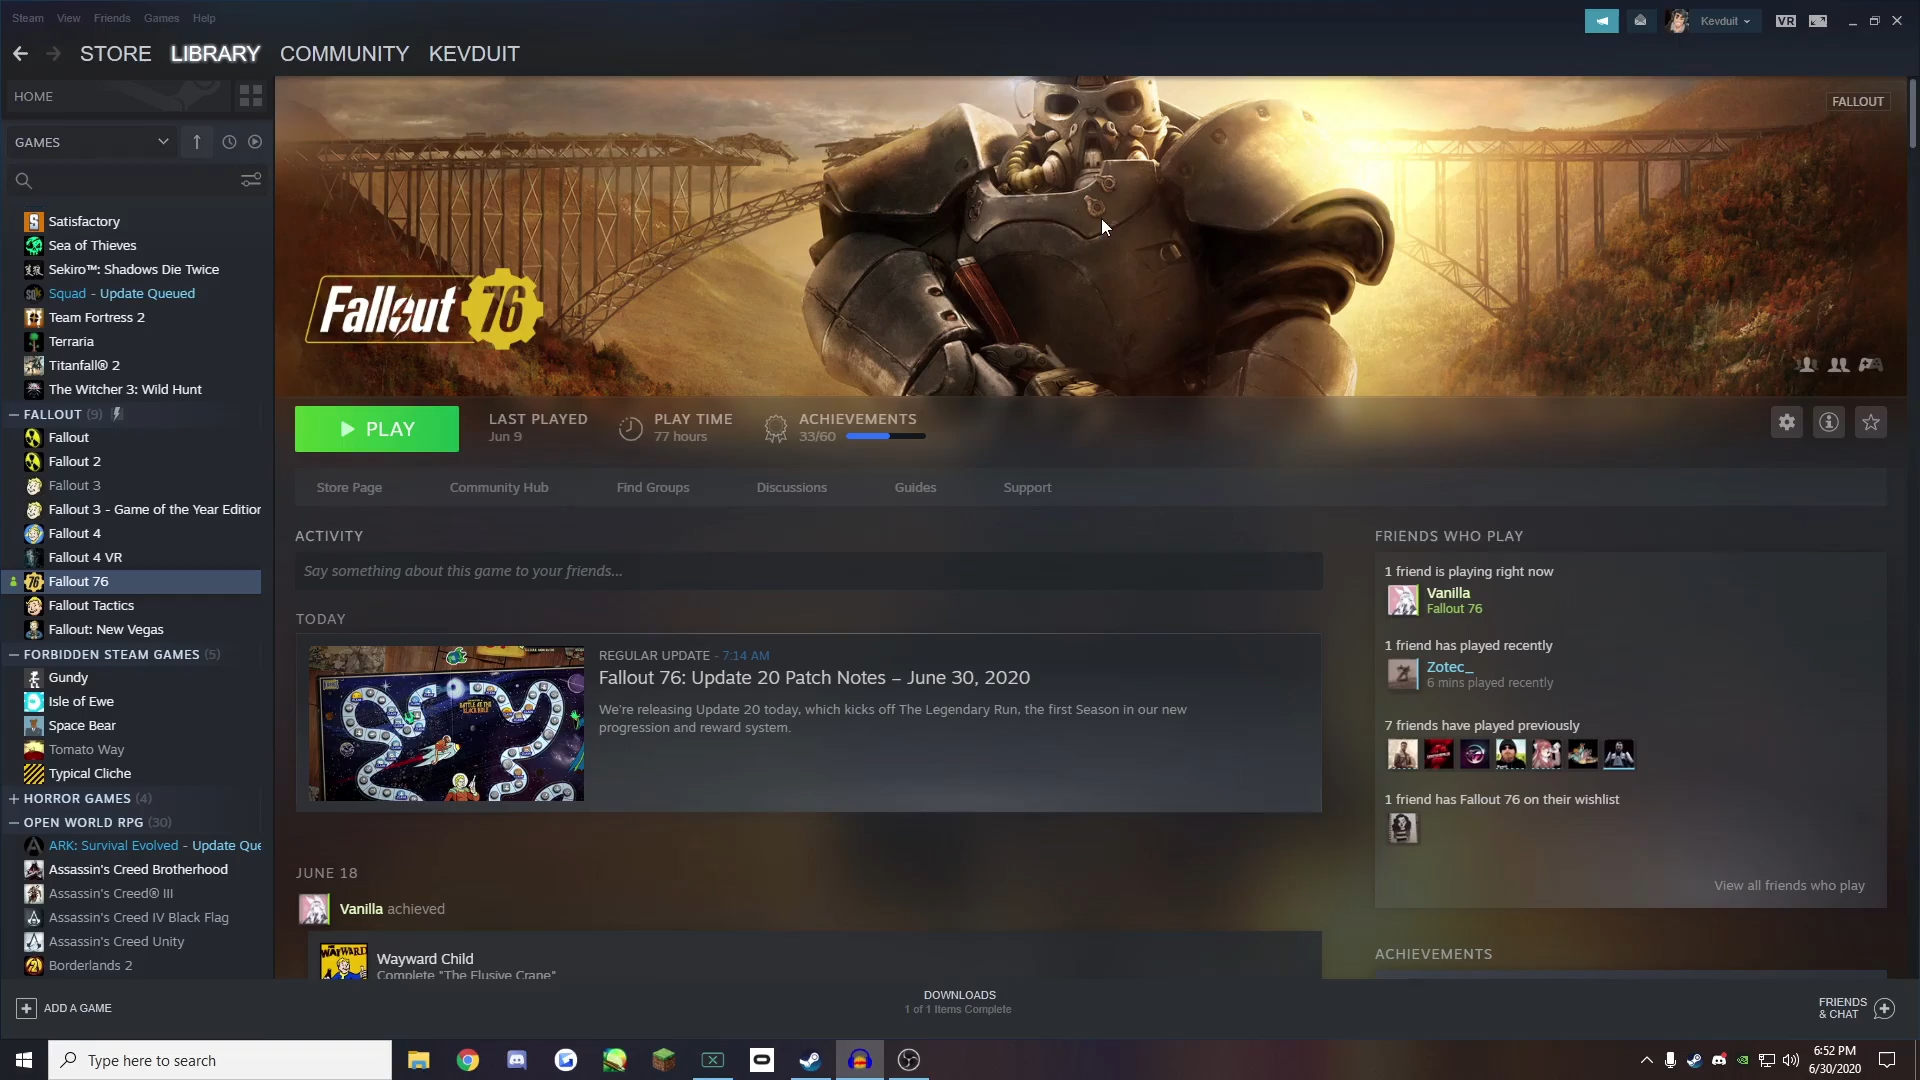 Steam View Friends Games Help
Kevduit
VR
STORE LIBRARY COMMUNITY KEVDUIT
HOME
GAMES
FALLOUT
Fallout 76
Satisfactory
Sea of Thieves
Sekiro™: Shadows Die Twice
Squad - Update Queued
Team Fortress 2
Terraria
Titanfall® 2
The Witcher 3: Wild Hunt
FALLOUT (9)
Fallout
Fallout 2
Fallout 3
Fallout 3 - Game of the Year Edition
Fallout 4
Fallout 4 VR
Fallout 76
Fallout Tactics
Fallout: New Vegas
FORBIDDEN STEAM GAMES (5)
Gundy
Isle of Ewe
Space Bear
Tomato Way
Typical Cliche
HORROR GAMES (4)
OPEN WORLD RPG (30)
ARK: Survival Evolved - Update Que
Assassin's Creed Brotherhood
Assassin's Creed® III
Assassin's Creed IV Black Flag
Assassin's Creed Unity
Borderlands 2
PLAY
LAST PLAYED
Jun 9
PLAY TIME
77 hours
ACHIEVEMENTS
33/60
Store Page Community Hub Find Groups Discussions Guides Support
ACTIVITY
Say something about this game to your friends...
TODAY
REGULAR UPDATE - 7:14 AM
Fallout 76: Update 20 Patch Notes – June 30, 2020
We're releasing Update 20 today, which kicks off The Legendary Run, the first Season in our new
progression and reward system.
JUNE 18
Vanilla achieved
WAYWARD
Wayward Child
Complete "The Elusive Crane"
FRIENDS WHO PLAY
1 friend is playing right now
Vanilla
Fallout 76
1 friend has played recently
Zotec_
6 mins played recently
7 friends have played previously
1 friend has Fallout 76 on their wishlist
View all friends who play
ACHIEVEMENTS
ADD A GAME
DOWNLOADS
1 of 1 Items Complete
FRIENDS
& CHAT
Type here to search
6:52 PM
6/30/2020